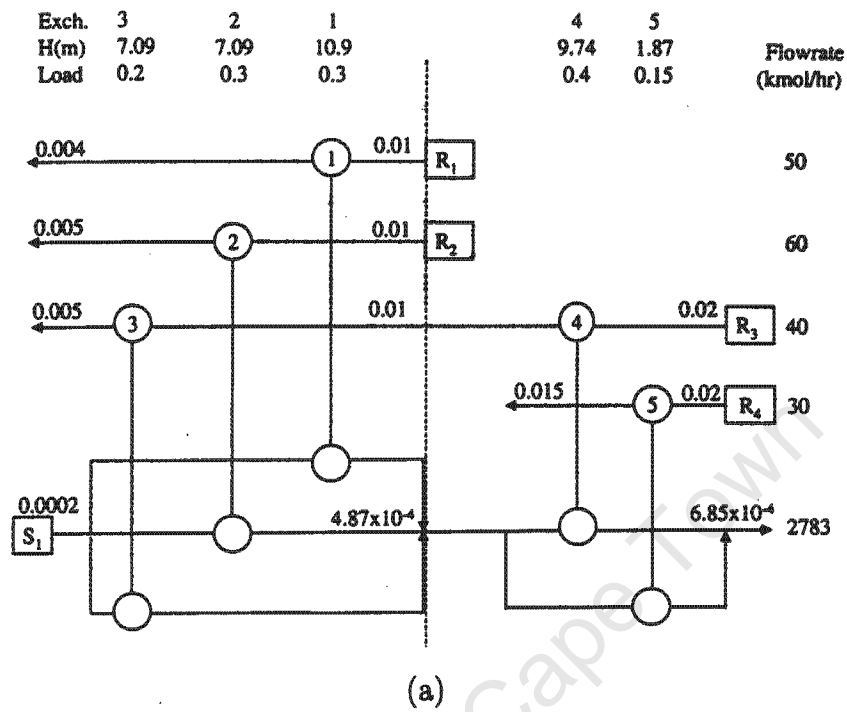 Exch. 3 2 1 4 5
H(m) 7.09 7.09 10.9 9.74 1.87 Flowrate
Load 0.2 0.3 0.3 0.4 0.15 (kmol/hr)
0.004 1 0.01 R₁ 50
0.005 2 0.01 R₂ 60
0.005 3 0.01 4 0.02 R₃ 40
0.015 5 0.02 R₄ 30
0.0002 4.87x10⁻⁴ 6.85x10⁻⁴
S₁ 2783
(a)
Cape Town